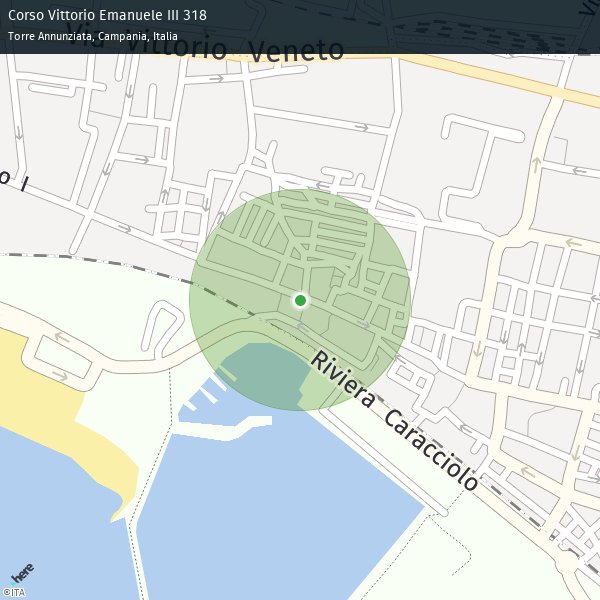 Corso Vittorio Emanuele III 318
Torre Annunziata, Campania, Italia
Via Vittorio Veneto
o I
Riviera Caracciolo
here
©ITA